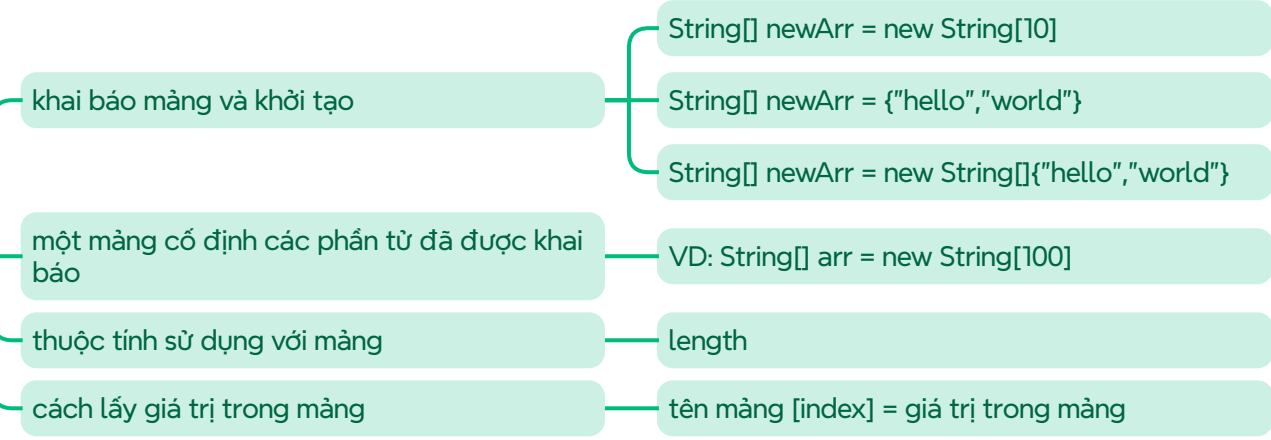 khai báo mảng và khởi tạo
String[] newArr = new String[10]
String[] newArr = {"hello","world"}
String[] newArr = new String[]{"hello","world"}
một mảng cố định các phần tử đã được khai
báo
VD: String[] arr = new String[100]
thuộc tính sử dụng với mảng
length
cách lấy giá trị trong mảng
tên mảng [index] = giá trị trong mảng